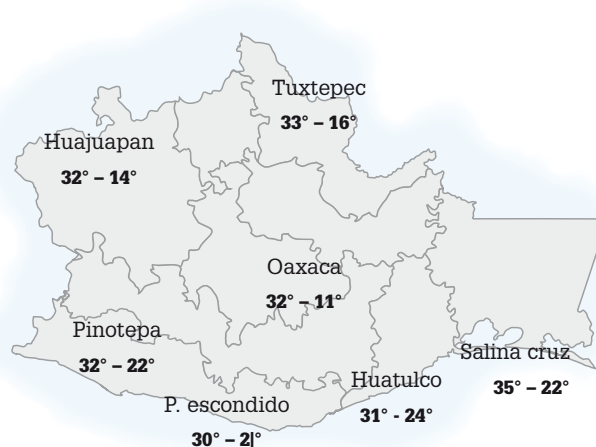 Tuxtepec
33° – 16°
Huajuapan
32° – 14°
Oaxaca
32° – 11°
Pinotepa
32° – 22°
Salina cruz
35° – 22°
Huatulco
31° - 24°
P. escondido
30° –